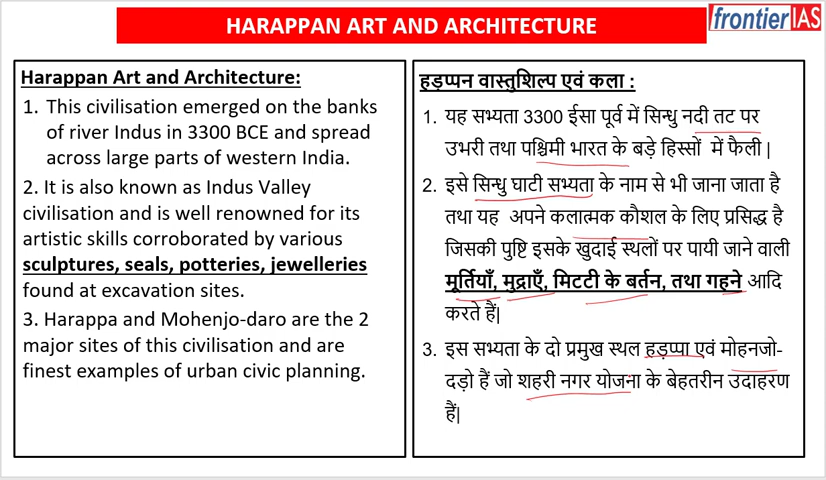 HARAPPAN ART AND ARCHITECTURE
frontierIAS
Harappan Art and Architecture:
1. This civilisation emerged on the banks
of river Indus in 3300 BCE and spread
across large parts of western India.
2. It is also known as Indus Valley
civilisation and is well renowned for its
artistic skills corroborated by various
sculptures, seals, potteries, jewelleries
found at excavation sites.
3. Harappa and Mohenjo-daro are the 2
major sites of this civilisation and are
finest examples of urban civic planning.
हड़प्पन वास्तुशिल्प एवं कला :
1. यह सभ्यता 3300 ईसा पूर्व में सिन्धु नदी तट पर
उभरी तथा पश्चिमी भारत के बड़े हिस्सों में फैली |
2. इसे सिन्धु घाटी सभ्यता के नाम से भी जाना जाता है
तथा यह अपने कलात्मक कौशल के लिए प्रसिद्ध है
जिसकी पुष्टि इसके खुदाई स्थलों पर पायी जाने वाली
मूर्तियाँ, मुद्राएँ, मिटटी के बर्तन, तथा गहने आदि
करते हैं|
3. इस सभ्यता के दो प्रमुख स्थल हड़प्पा एवं मोहनजो-
दड़ो हैं जो शहरी नगर योजना के बेहतरीन उदाहरण
हैं|